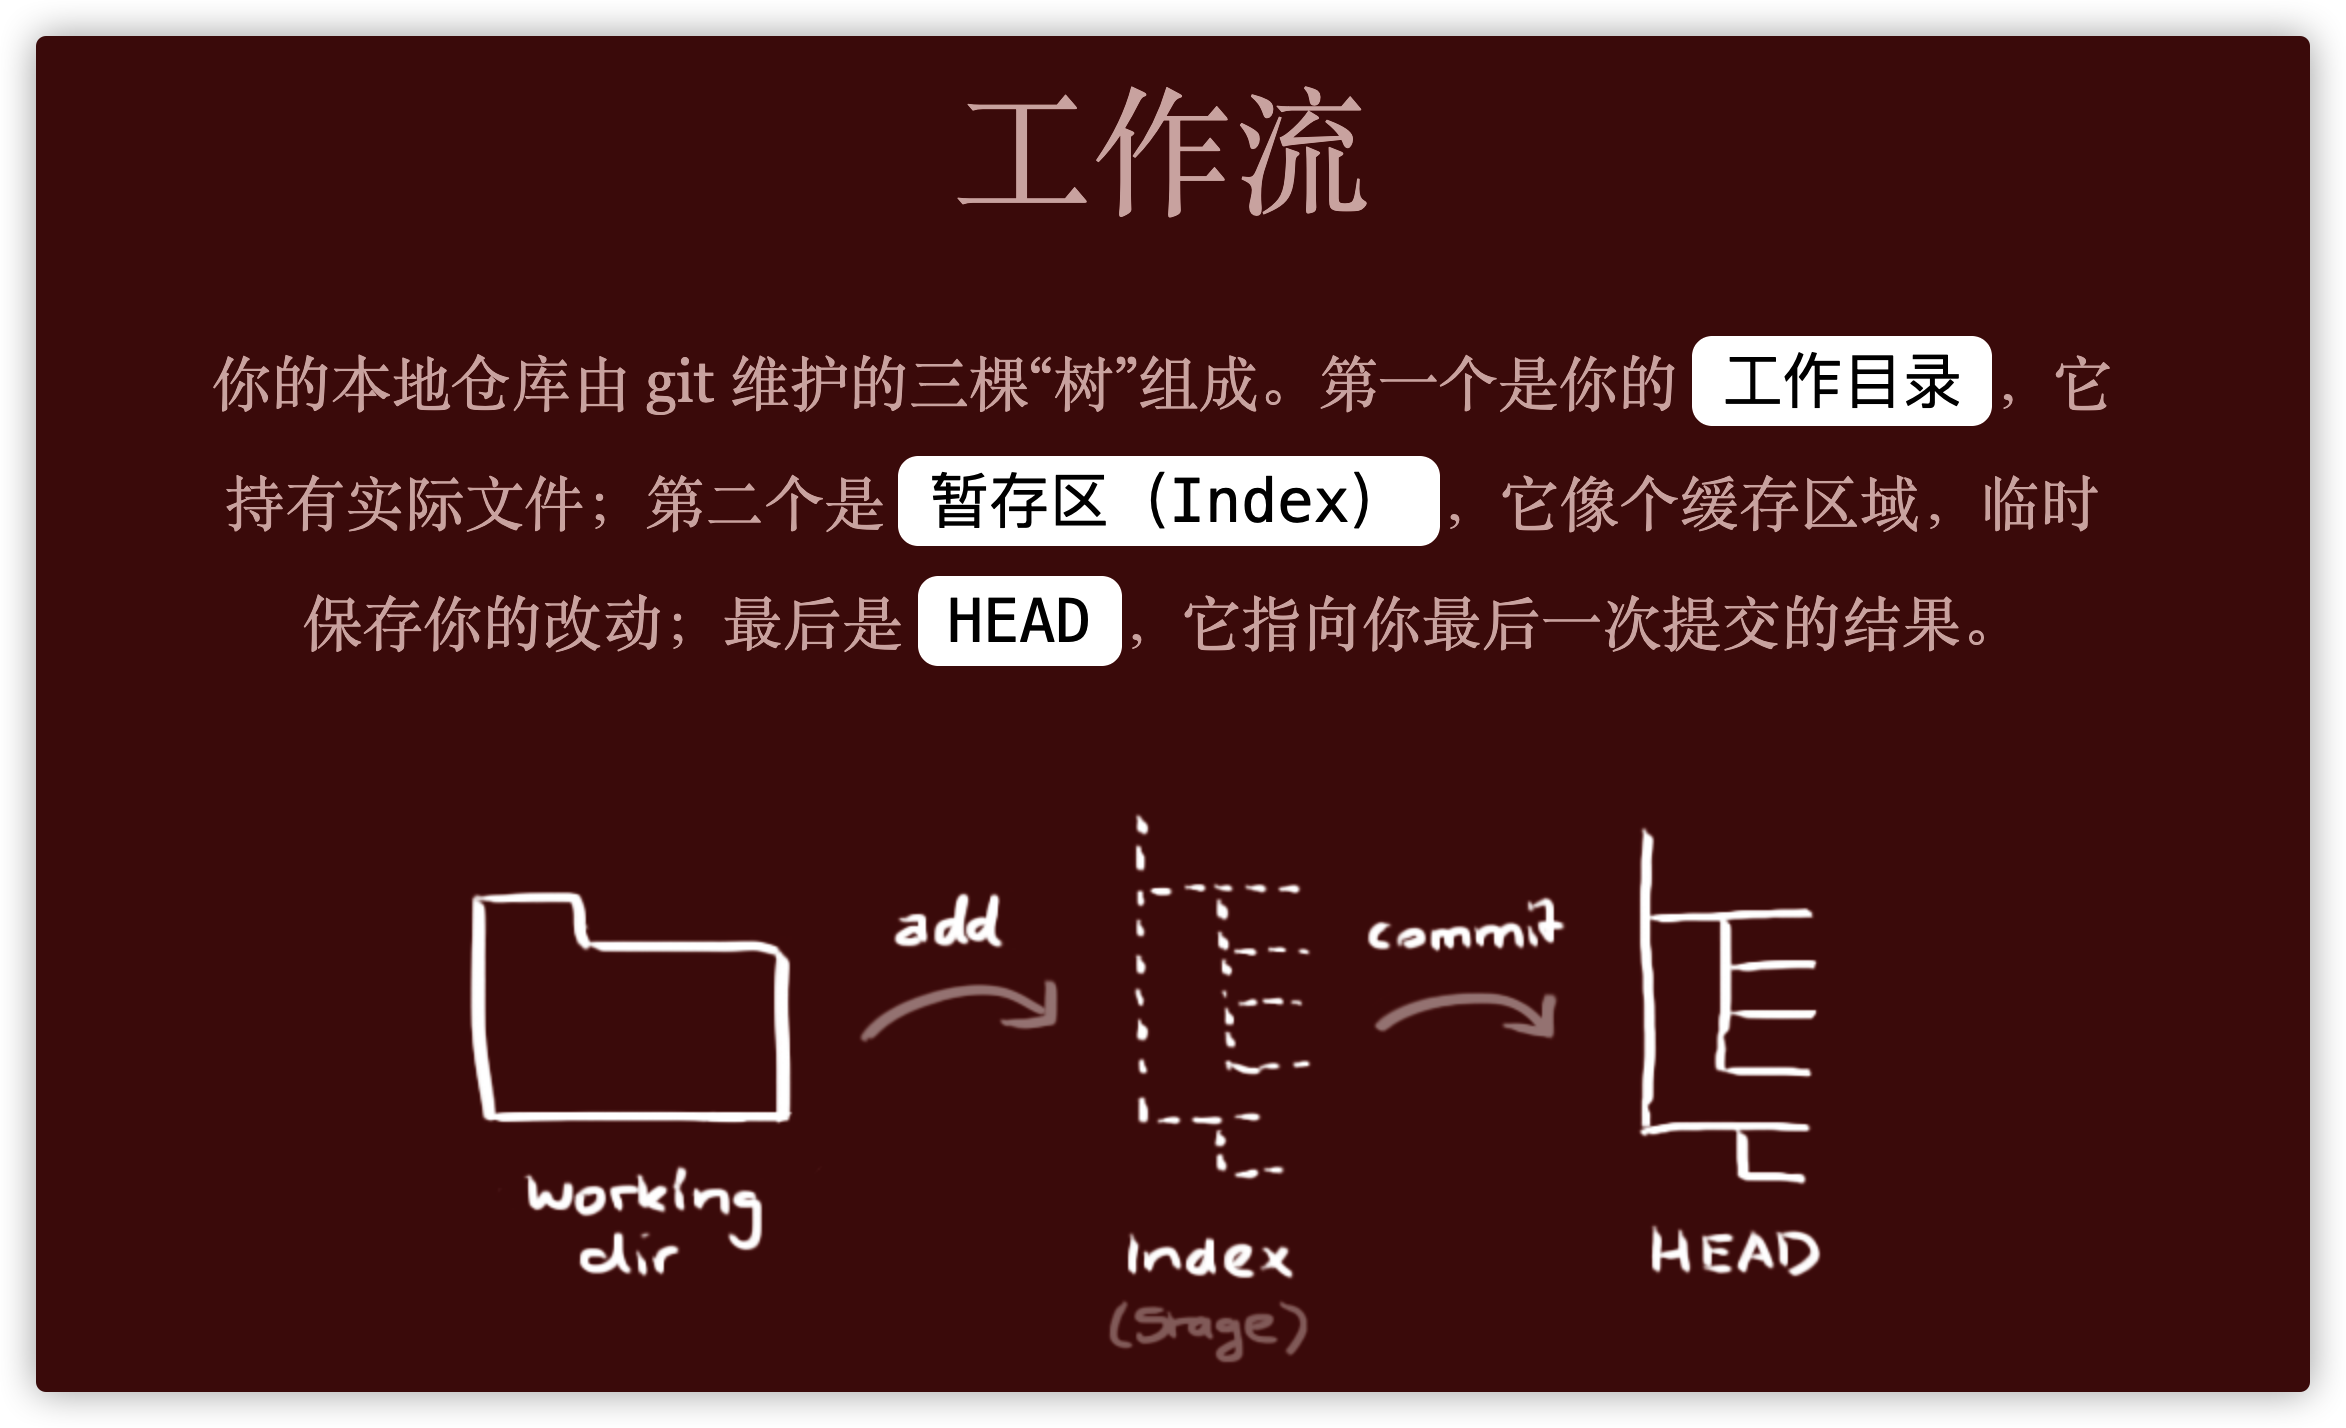 工作流
你的本地仓库由 git 维护的三棵“树”组成。第一个是你的 工作目录，它
持有实际文件；第二个是 暂存区（Index），它像个缓存区域，临时
保存你的改动；最后是 HEAD，它指向你最后一次提交的结果。
add
commit
working
dir
Index
(Stage)
HEAD